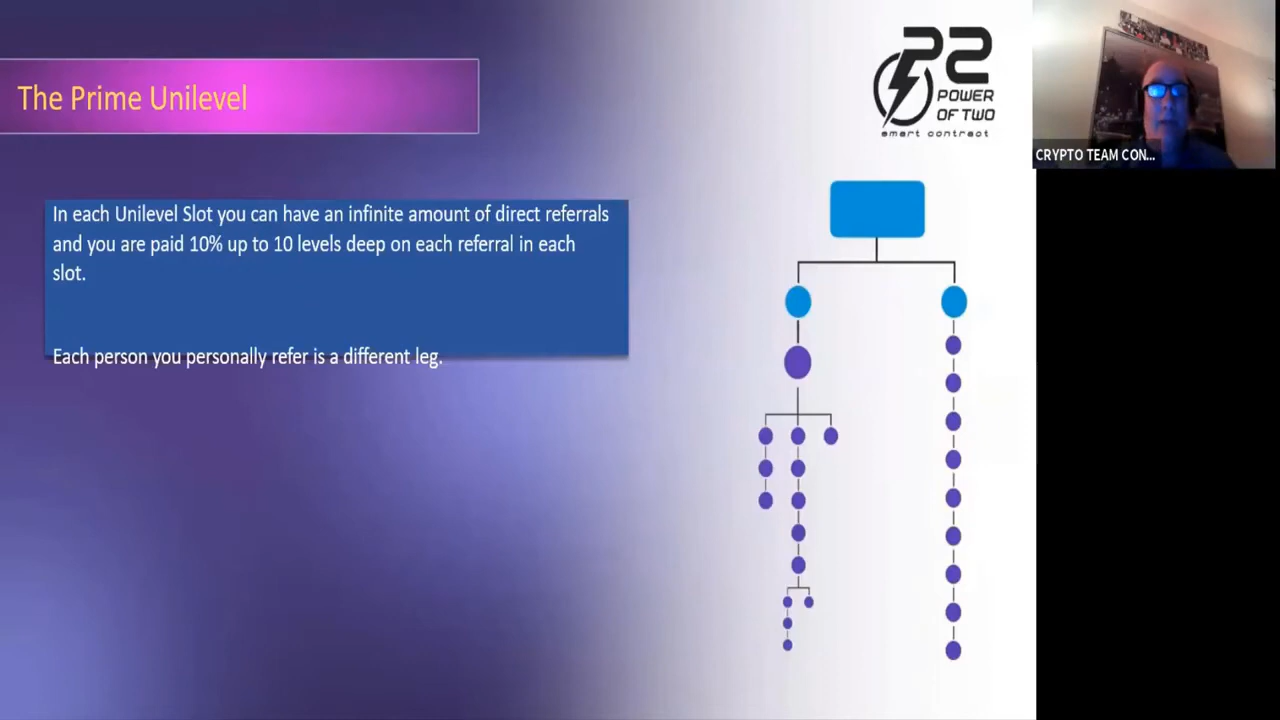 The Prime Unilevel
P2
POWER
OF TWO
smart contract
CRYPTO TEAM CON...
In each Unilevel Slot you can have an infinite amount of direct referrals
and you are paid 10% up to 10 levels deep on each referral in each
slot.
Each person you personally refer is a different leg.